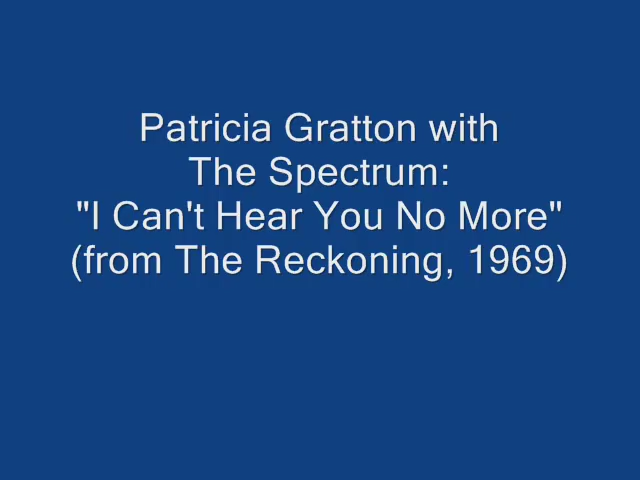 Patricia Gratton with
The Spectrum:
"I Can't Hear You No More"
(from The Reckoning, 1969)